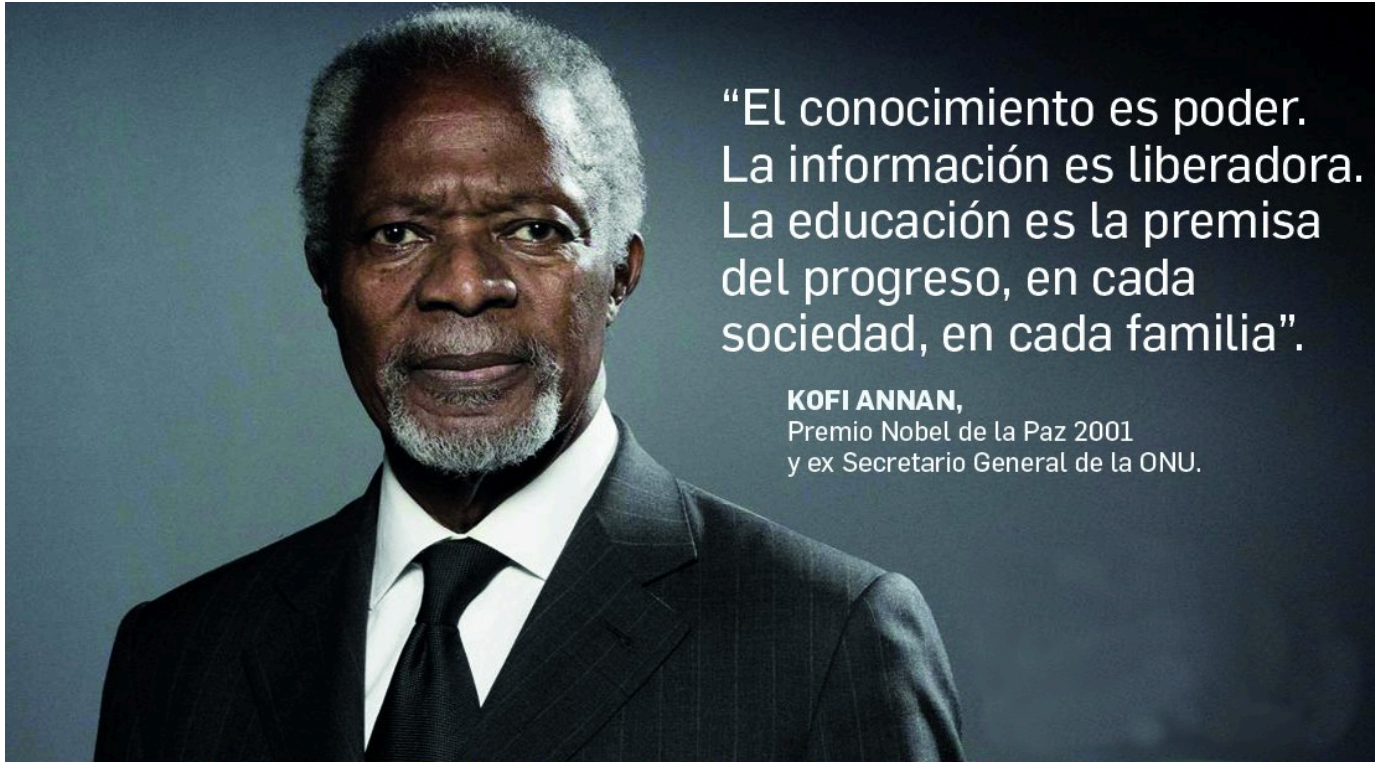 “El conocimiento es poder.
La información es liberadora.
La educación es la premisa
del progreso, en cada
sociedad, en cada familia”.
KOFI ANNAN,
Premio Nobel de la Paz 2001
y ex Secretario General de la ONU.